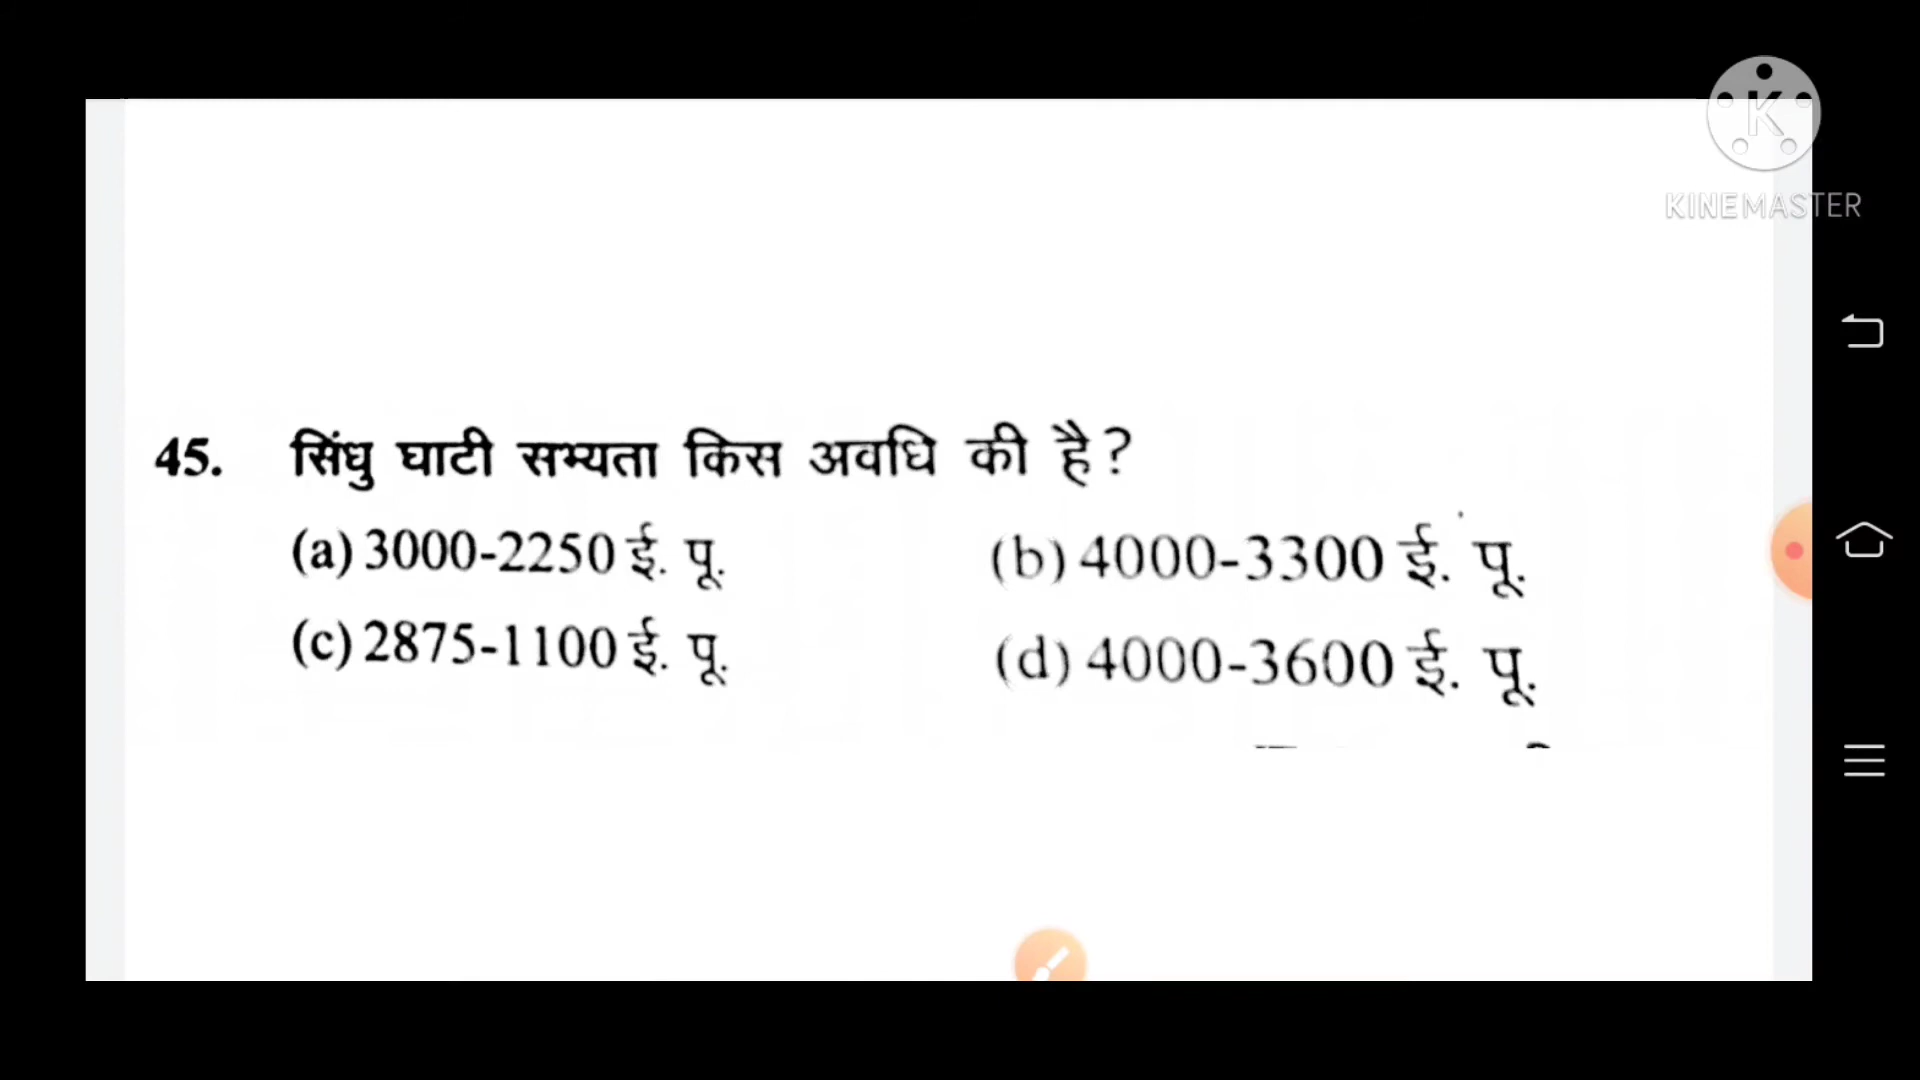 KINEMASTER
45. सिंधु घाटी सभ्यता किस अवधि की है?
(a) 3000-2250 ई. पू.
(b) 4000-3300 ई. पू.
(c) 2875-1100 ई. पू.
(d) 4000-3600 ई. पू.